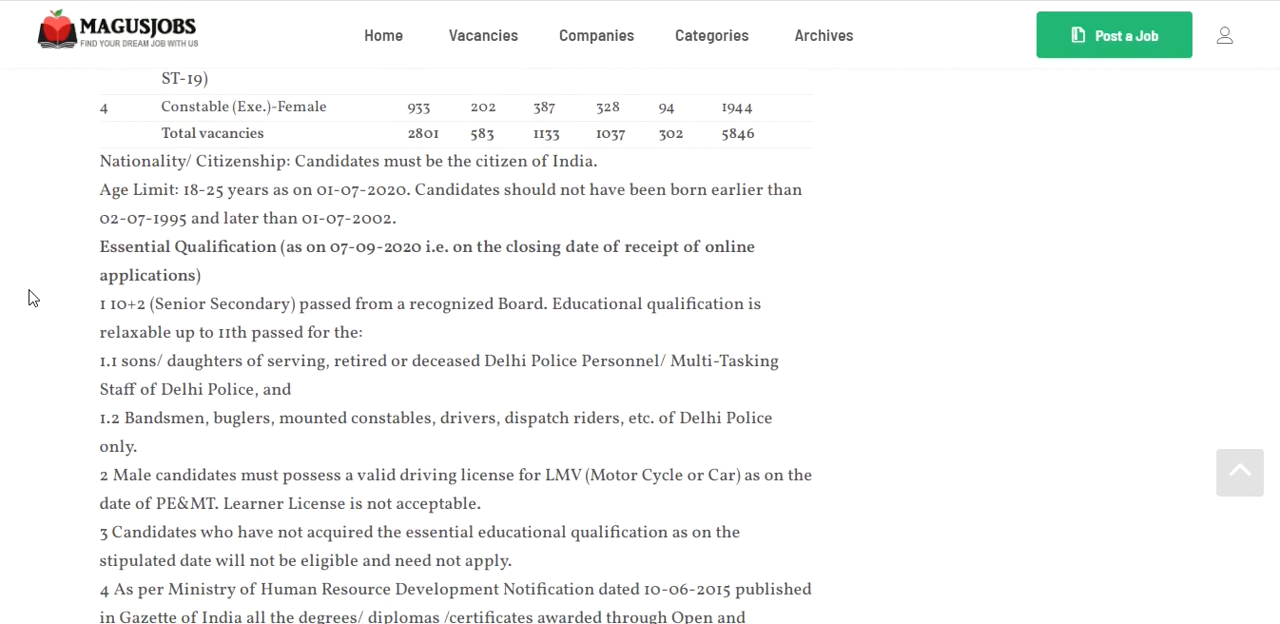 MAGUSJOBS
FIND YOUR DREAM JOB WITH US
Home Vacancies Companies Categories Archives Post a Job
ST-19)
4 Constable (Exe.)-Female 933 202 387 328 94 1944
Total vacancies 2801 583 1133 1037 302 5846
Nationality/ Citizenship: Candidates must be the citizen of India.
Age Limit: 18-25 years as on 01-07-2020. Candidates should not have been born earlier than
02-07-1995 and later than 01-07-2002.
Essential Qualification (as on 07-09-2020 i.e. on the closing date of receipt of online
applications)
1 10+2 (Senior Secondary) passed from a recognized Board. Educational qualification is
relaxable up to 11th passed for the:
1.1 sons/ daughters of serving, retired or deceased Delhi Police Personnel/ Multi-Tasking
Staff of Delhi Police, and
1.2 Bandsmen, buglers, mounted constables, drivers, dispatch riders, etc. of Delhi Police
only.
2 Male candidates must possess a valid driving license for LMV (Motor Cycle or Car) as on the
date of PE&MT. Learner License is not acceptable.
3 Candidates who have not acquired the essential educational qualification as on the
stipulated date will not be eligible and need not apply.
4 As per Ministry of Human Resource Development Notification dated 10-06-2015 published
in Gazette of India all the degrees/ diplomas /certificates awarded through Open and